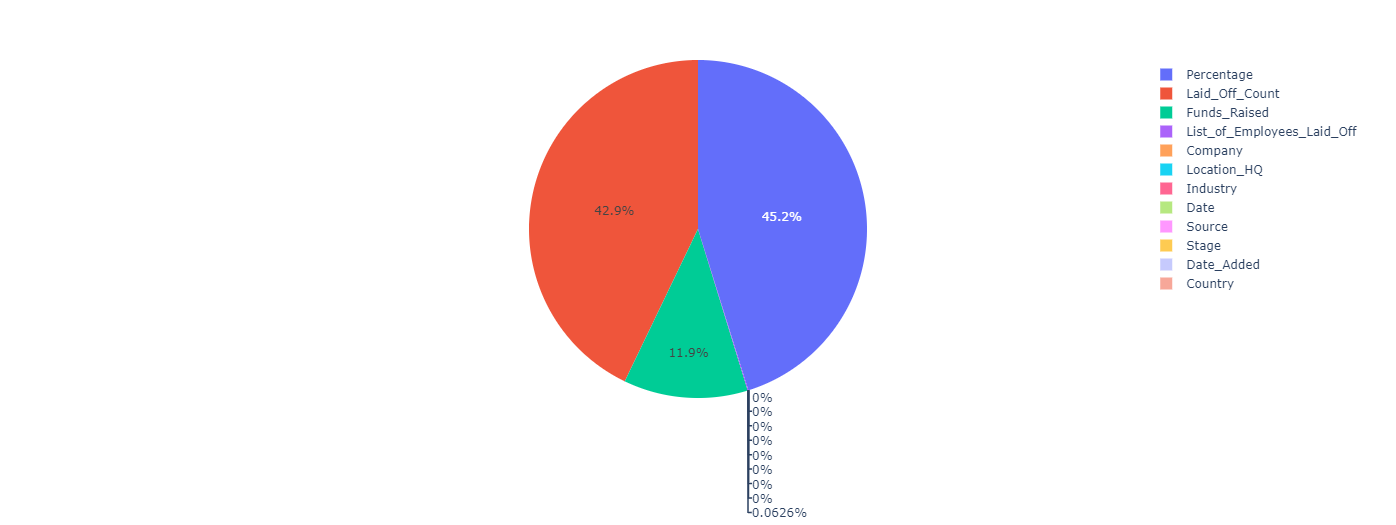 Percentage
Laid_Off_Count
Funds_Raised
List_of_Employees_Laid_Off
Company
Location_HQ
Industry
Date
Source
Stage
Date_Added
Country
42.9%
45.2%
11.9%
0%
0%
0%
0%
0%
0%
0%
0%
0.0626%